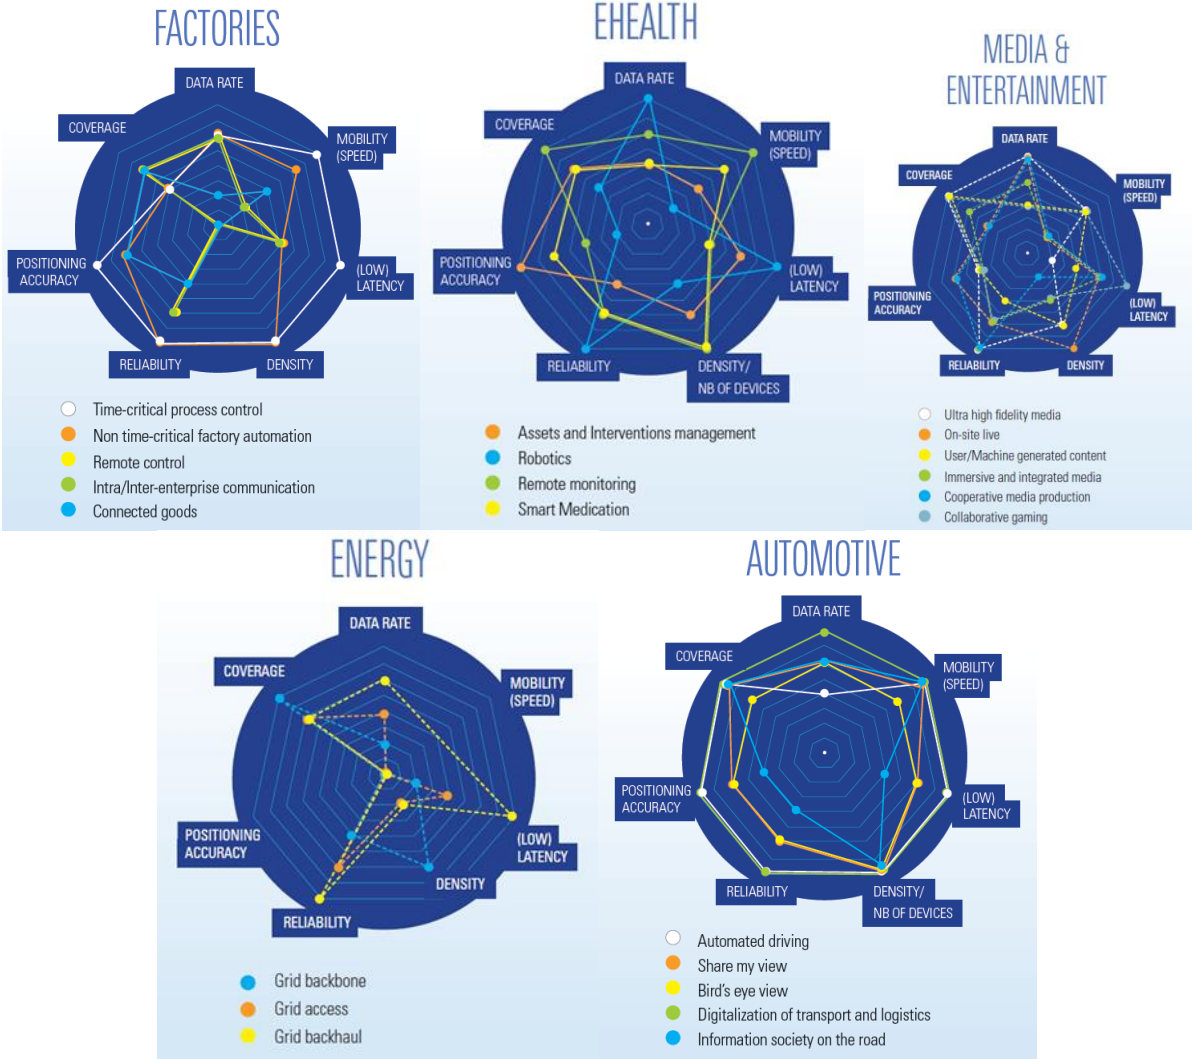 FACTORIES
DATA RATE
COVERAGE
MOBILITY
(SPEED)
POSITIONING
ACCURACY
(LOW)
LATENCY
RELIABILITY
DENSITY
Time-critical process control
Non time-critical factory automation
Remote control
Intra/Inter-enterprise communication
Connected goods
EHEALTH
DATA RATE
COVERAGE
MOBILITY
(SPEED)
POSITIONING
ACCURACY
(LOW)
LATENCY
RELIABILITY
DENSITY/
NB OF DEVICES
Assets and Interventions management
Robotics
Remote monitoring
Smart Medication
MEDIA &
ENTERTAINMENT
DATA RATE
COVERAGE
MOBILITY
(SPEED)
POSITIONING
ACCURACY
(LOW)
LATENCY
RELIABILITY
DENSITY
Ultra high fidelity media
On-site live
User/Machine generated content
Immersive and integrated media
Cooperative media production
Collaborative gaming
ENERGY
DATA RATE
COVERAGE
MOBILITY
(SPEED)
POSITIONING
ACCURACY
(LOW)
LATENCY
DENSITY
RELIABILITY
Grid backbone
Grid access
Grid backhaul
AUTOMOTIVE
DATA RATE
COVERAGE
MOBILITY
(SPEED)
POSITIONING
ACCURACY
(LOW)
LATENCY
RELIABILITY
DENSITY/
NB OF DEVICES
Automated driving
Share my view
Bird's eye view
Digitalization of transport and logistics
Information society on the road